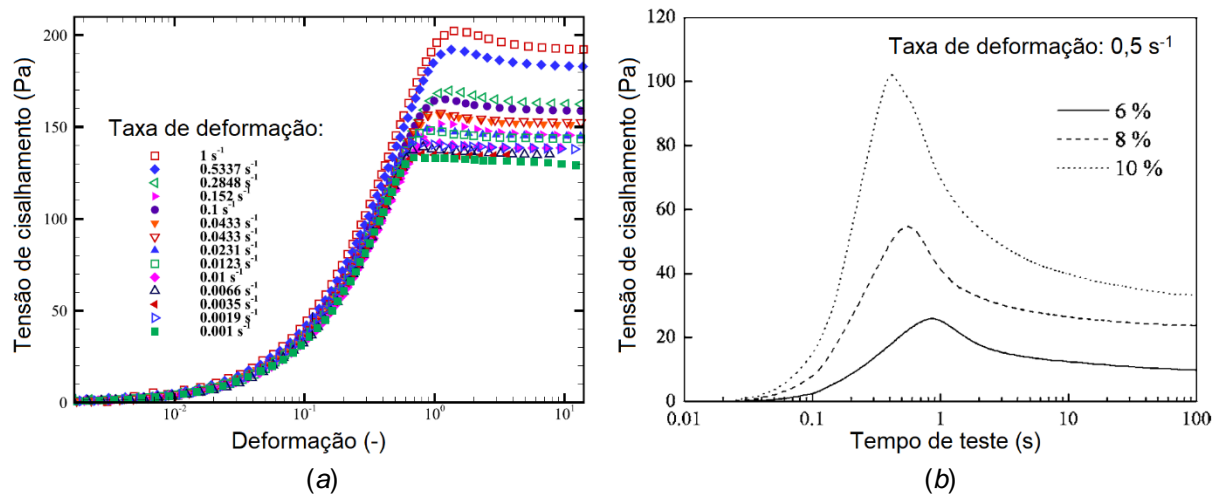 Tensão de cisalhamento (Pa)
200
150
100
50
0
Taxa de deformação:
1 s-1
0.5337 s-1
0.2848 s-1
0.152 s-1
0.1 s-1
0.0433 s-1
0.0433 s-1
0.0231 s-1
0.0123 s-1
0.01 s-1
0.0066 s-1
0.0035 s-1
0.0019 s-1
0.001 s-1
10-2
10-1
100
101
Deformação (-)
(a)
Tensão de cisalhamento (Pa)
120
100
80
60
40
20
0
Taxa de deformação: 0,5 s-1
6 %
8 %
10 %
0.01
0.1
1
10
100
Tempo de teste (s)
(b)